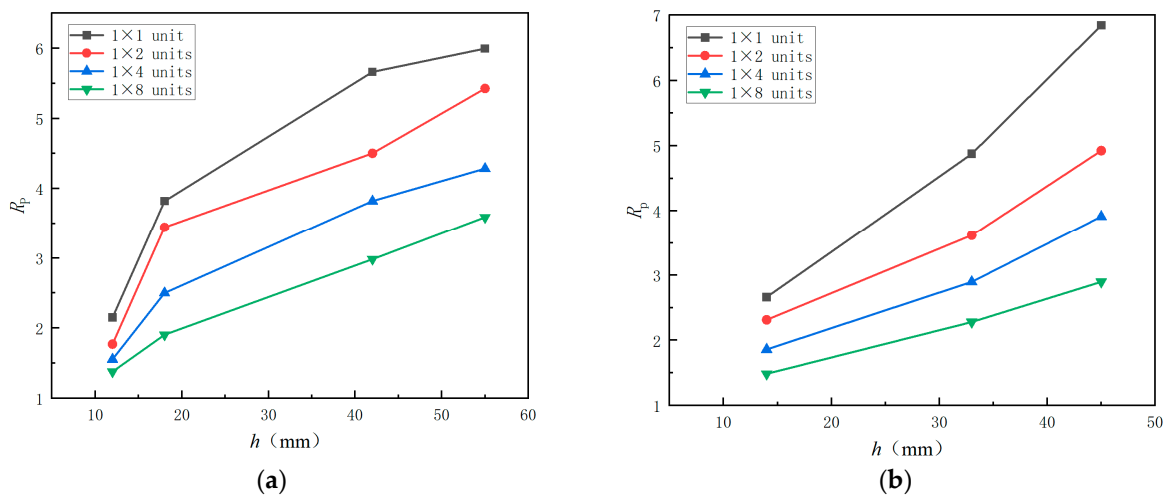 1×1 unit
1×2 units
1×4 units
1×8 units
6
5
4
3
2
1
10 20 30 40 50 60
Rp
h（mm）
(a)
1×1 unit
1×2 units
1×4 units
1×8 units
7
6
5
4
3
2
1
10 20 30 40 50
Rp
h（mm）
(b)